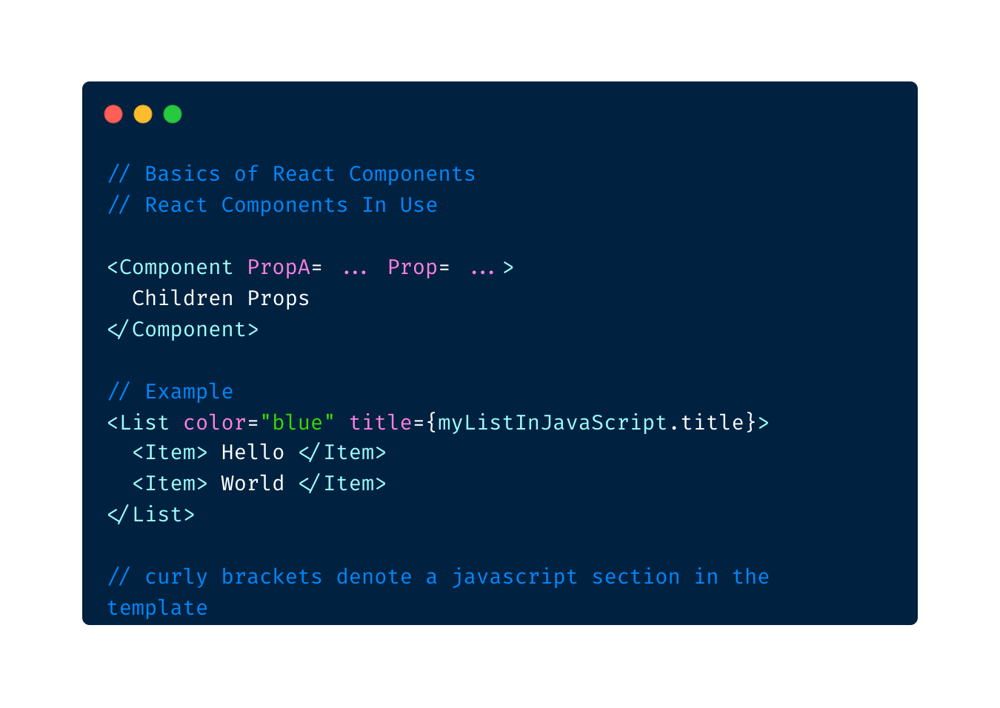 // Basics of React Components
// React Components In Use
<Component PropA= ... Prop= ...>
Children Props
</Component>
// Example
<List color="blue" title={myListInJavaScript.title}>
<Item> Hello </Item>
<Item> World </Item>
</List>
// curly brackets denote a javascript section in the
template